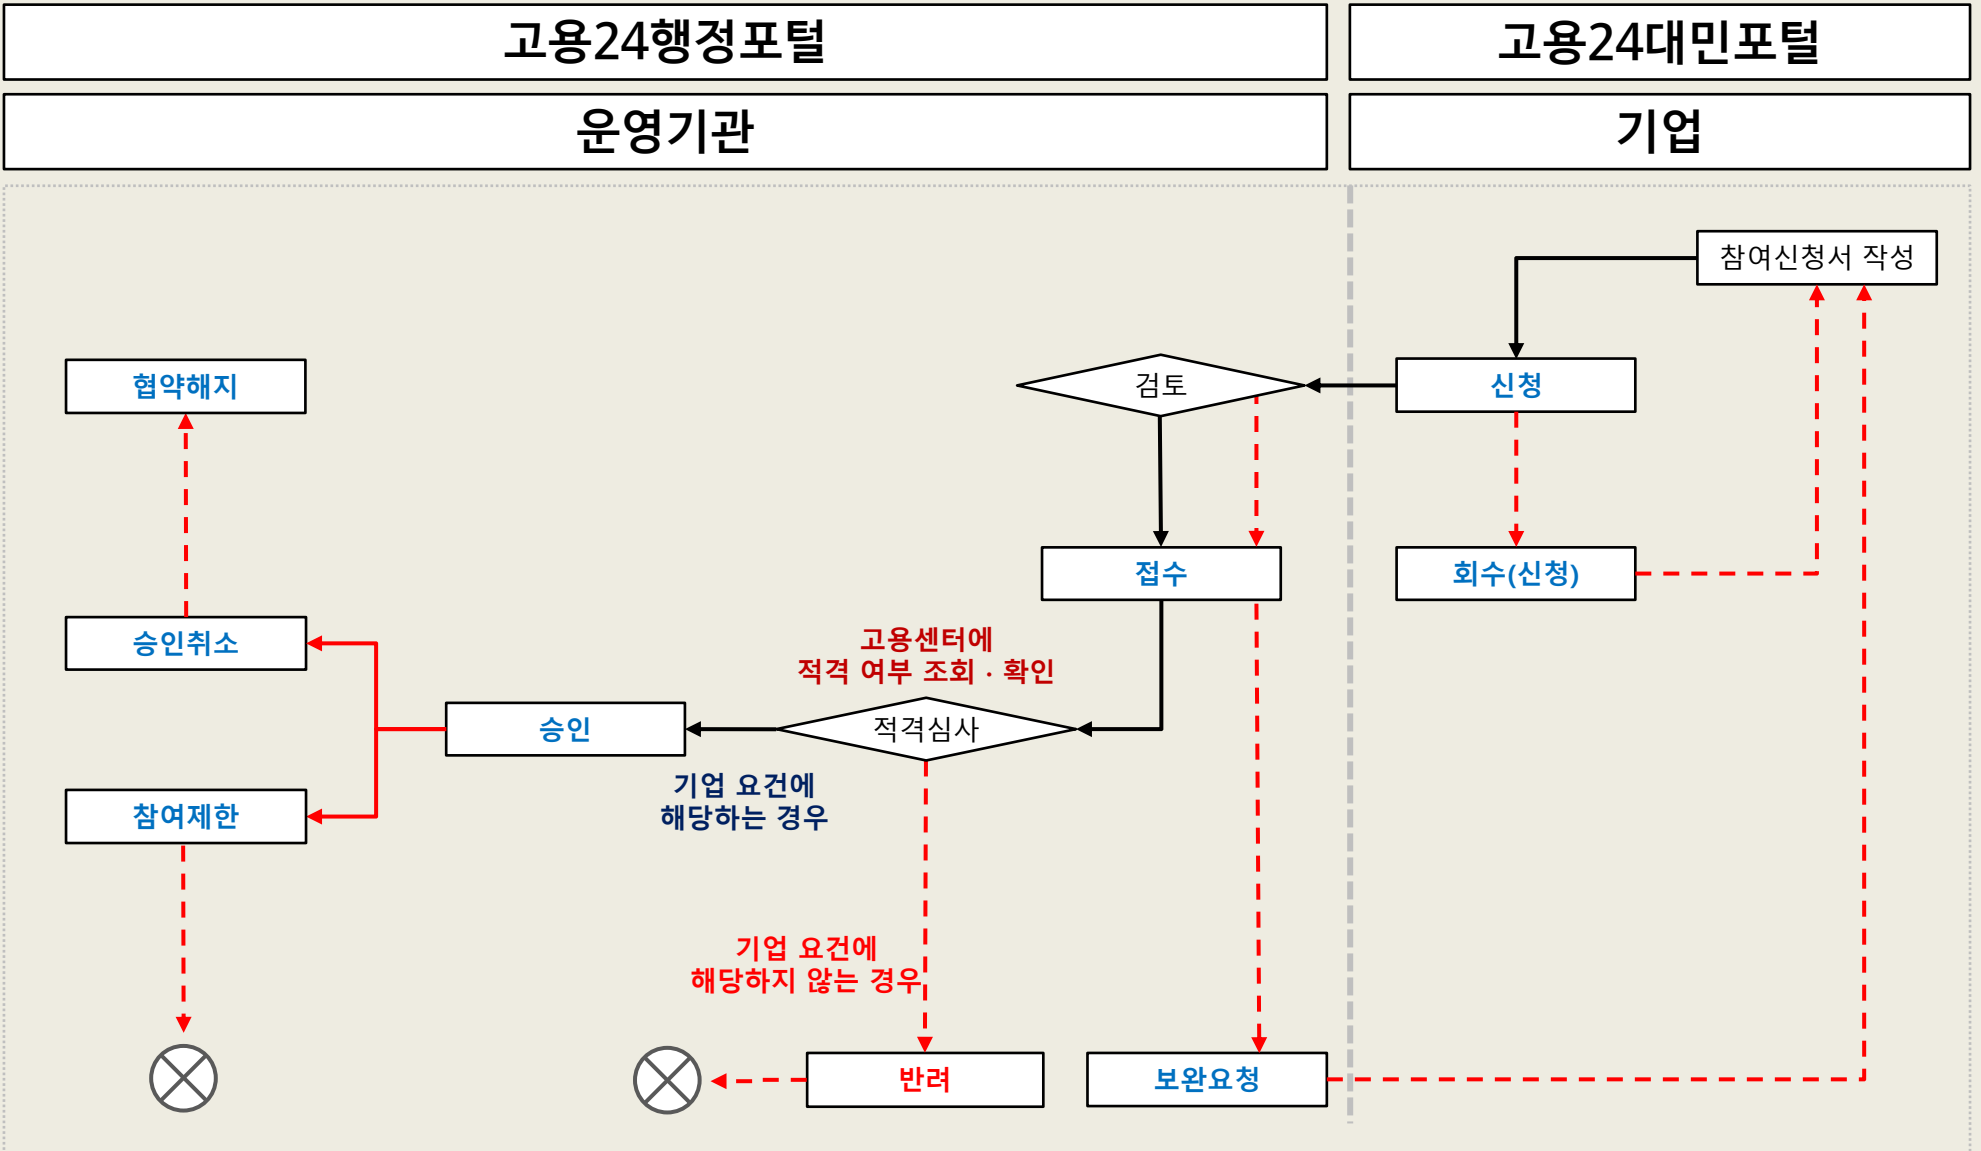 고용24행정포털
고용24대민포털
운영기관
기업
참여신청서 작성
협약해지
검토
신청
접수
회수(신청)
승인취소
고용센터에
적격 여부 조회 · 확인
승인
적격심사
기업 요건에
해당하는 경우
참여제한
기업 요건에
해당하지 않는 경우
반려
보완요청